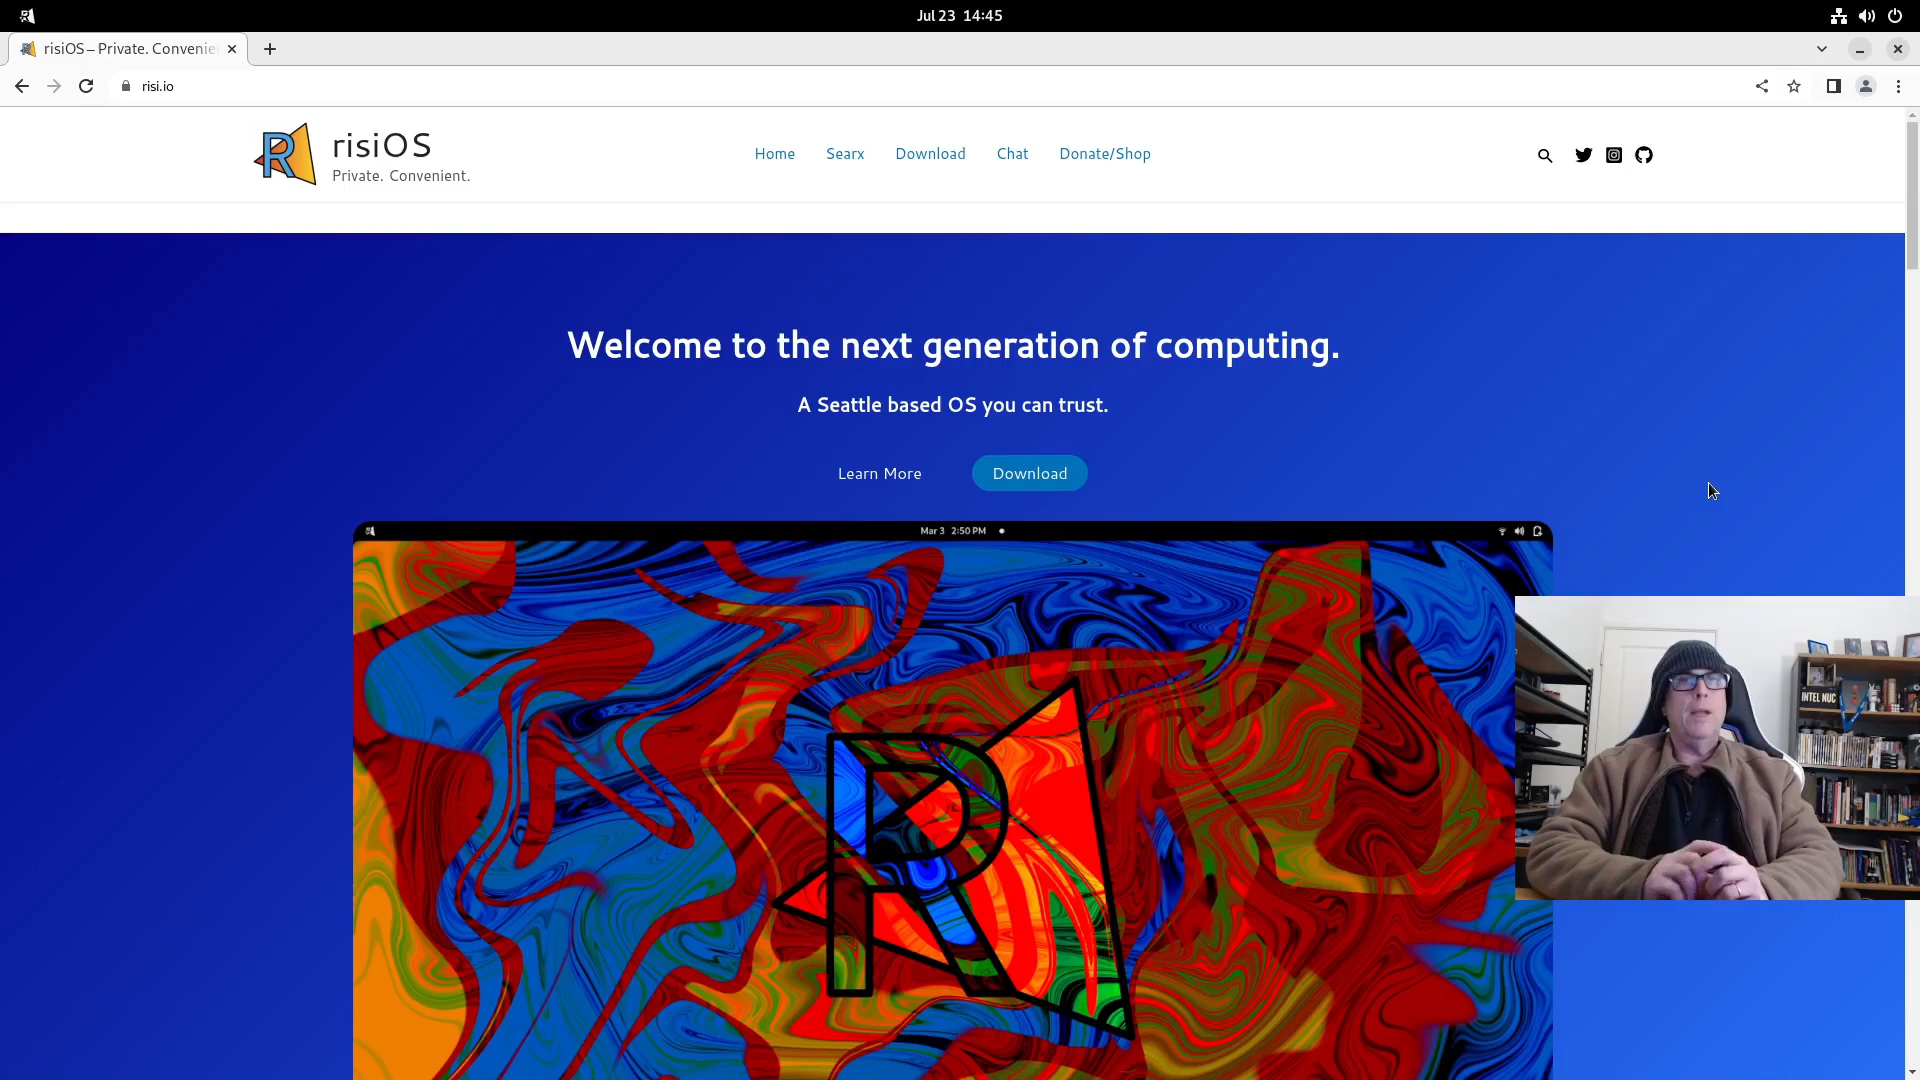 Jul 23 14:45
risiOS – Private. Convenie
risi.io
risiOS
Private. Convenient.
Home Searx Download Chat Donate/Shop
Welcome to the next generation of computing.
A Seattle based OS you can trust.
Learn More Download
Mar 3 2:50 PM
R
INTEL NUC